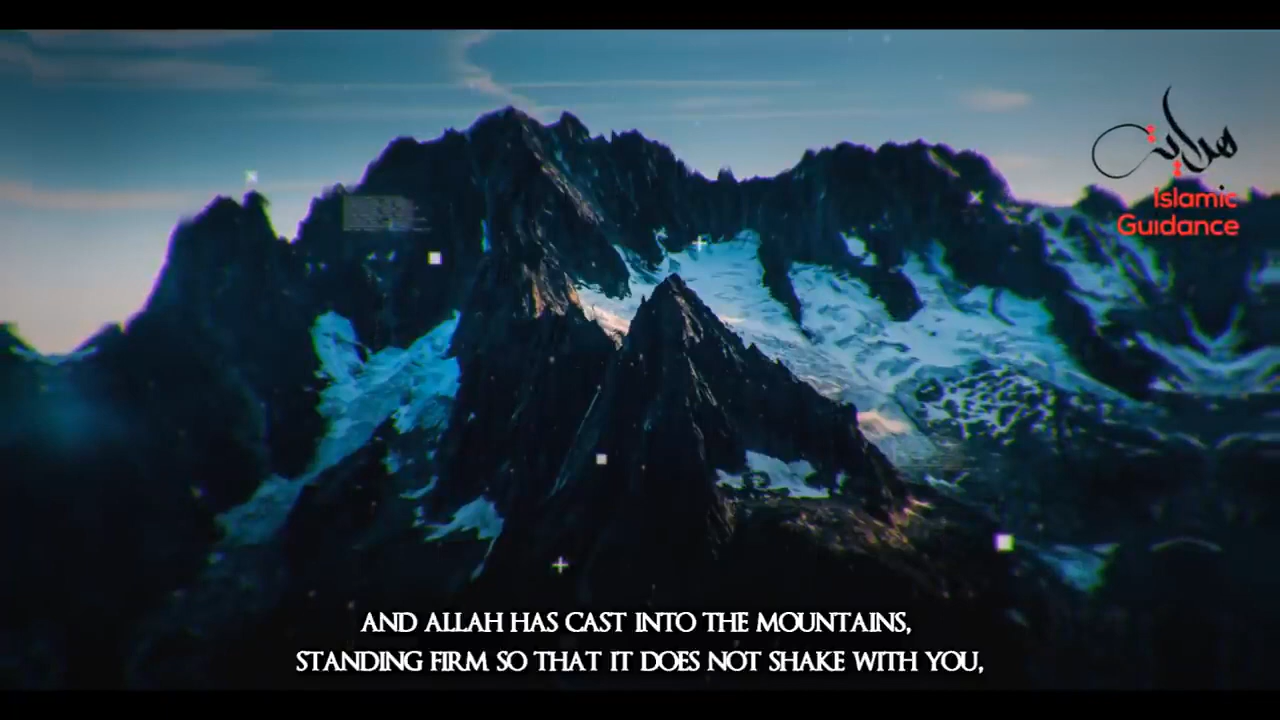 هداية
Islamic
Guidance
AND ALLAH HAS CAST INTO THE MOUNTAINS,
STANDING FIRM SO THAT IT DOES NOT SHAKE WITH YOU,